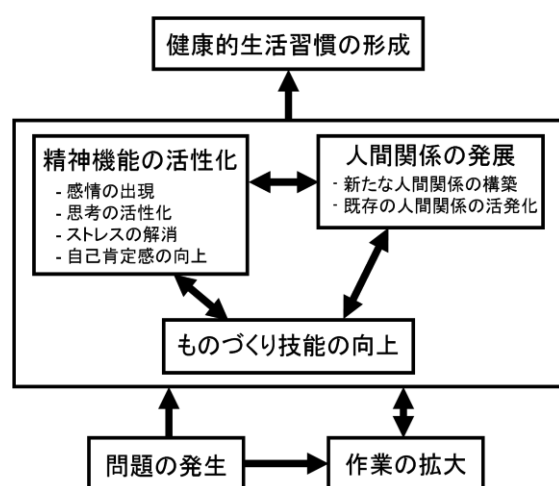 健康的生活習慣の形成
精神機能の活性化
- 感情の出現
- 思考の活性化
- ストレスの解消
- 自己肯定感の向上
人間関係の発展
- 新たな人間関係の構築
- 既存の人間関係の活発化
ものづくり技能の向上
問題の発生
作業の拡大